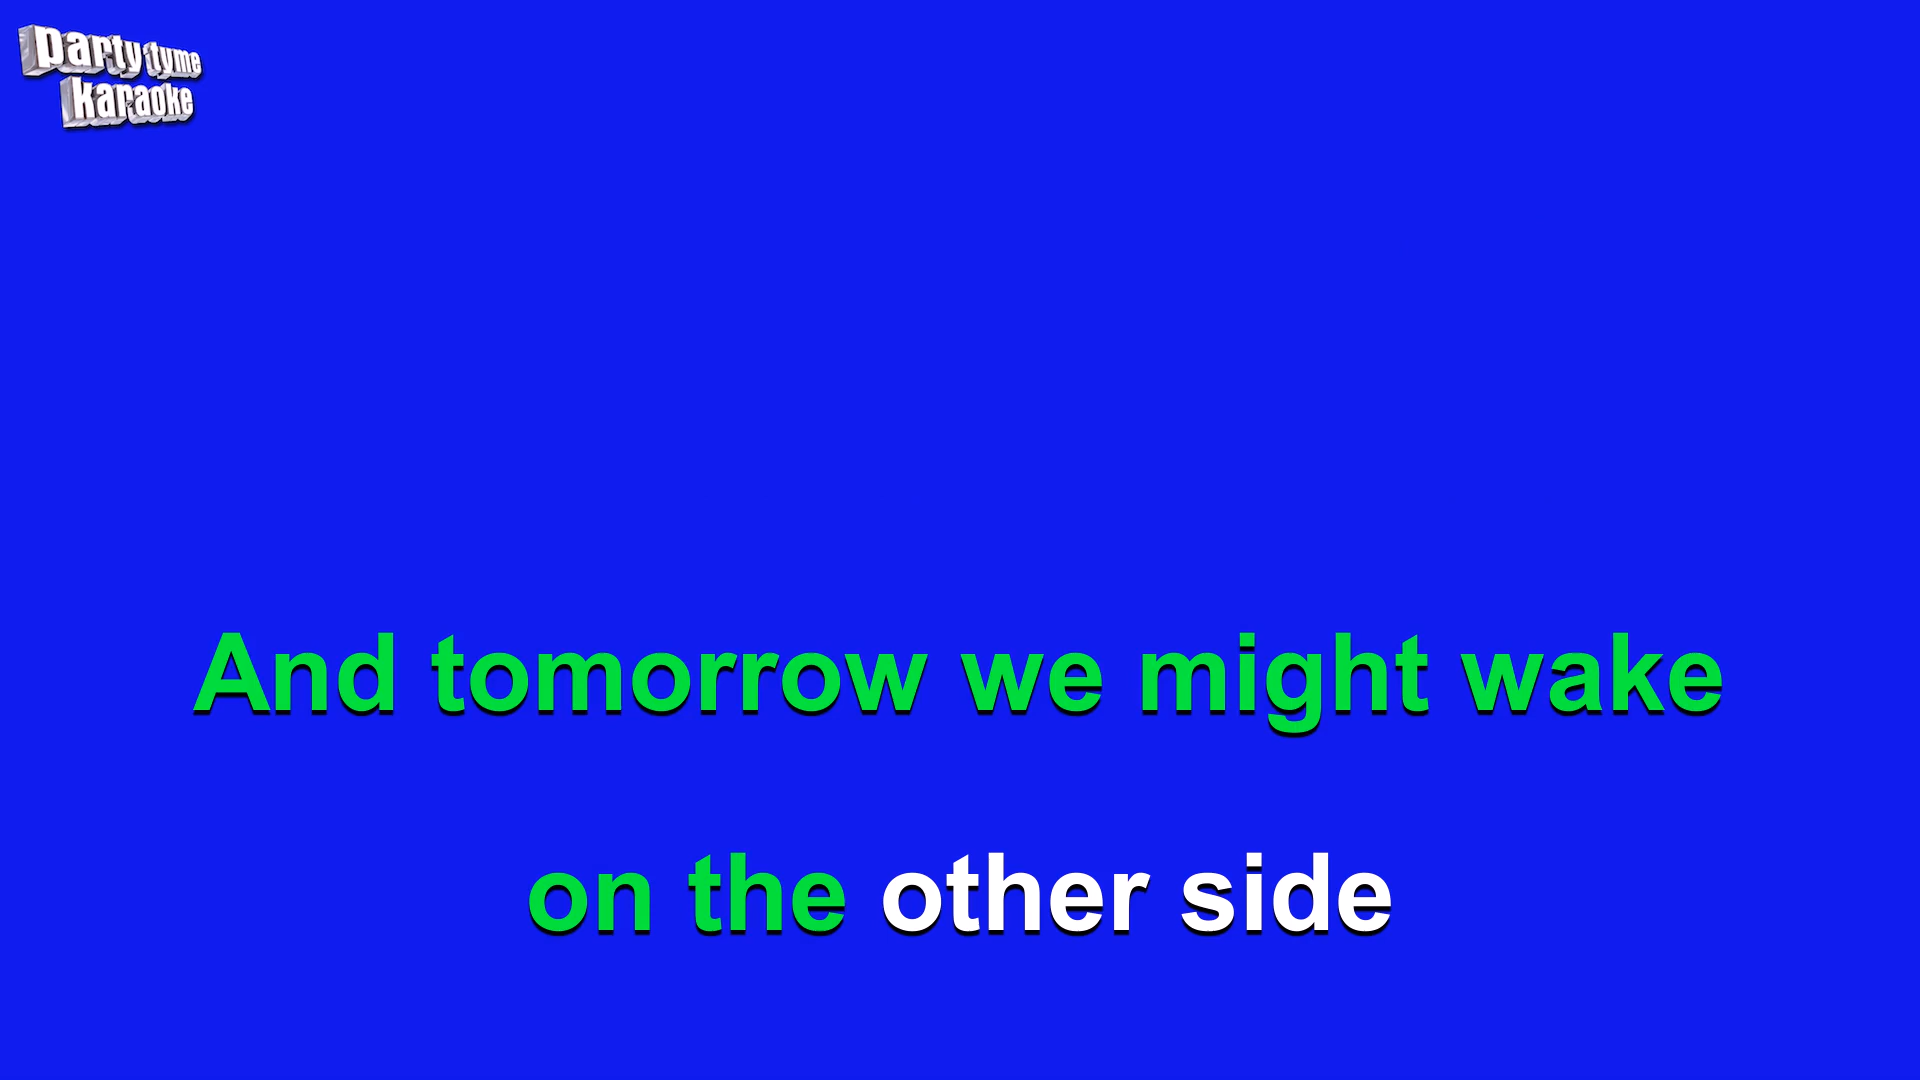 party tyme
karaoke
And tomorrow we might wake
on the other side